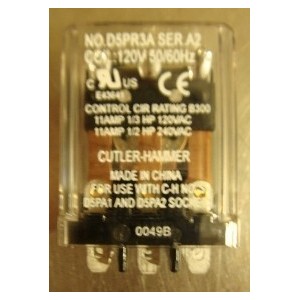 NO. D5PR3A SER.A2
120V 50/60Hz
C US
E43641
CONTROL CIR RATING B300
11AMP 1/3 HP 120VAC
11AMP 1/2 HP 240VAC
CUTLER-HAMMER
MADE IN CHINA
FOR USE WITH C-H NO.S
D5PA1 AND D5PA2 SOCKET
0049B